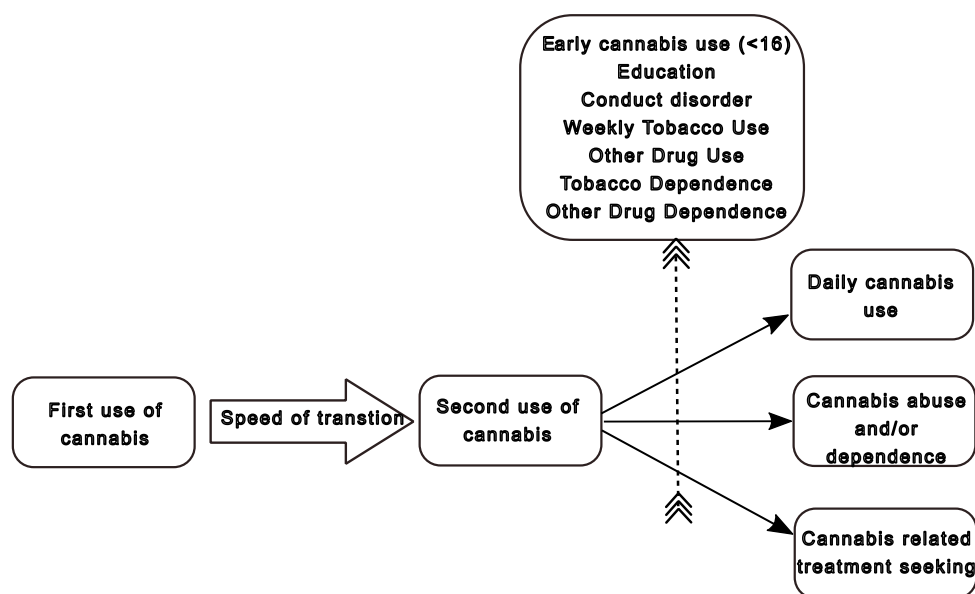 Early cannabis use (<16)
Education
Conduct disorder
Weekly Tobacco Use
Other Drug Use
Tobacco Dependence
Other Drug Dependence
Daily cannabis
use
First use of
cannabis
Speed of transtion
Second use of
cannabis
Cannabis abuse
and/or
dependence
Cannabis related
treatment seeking